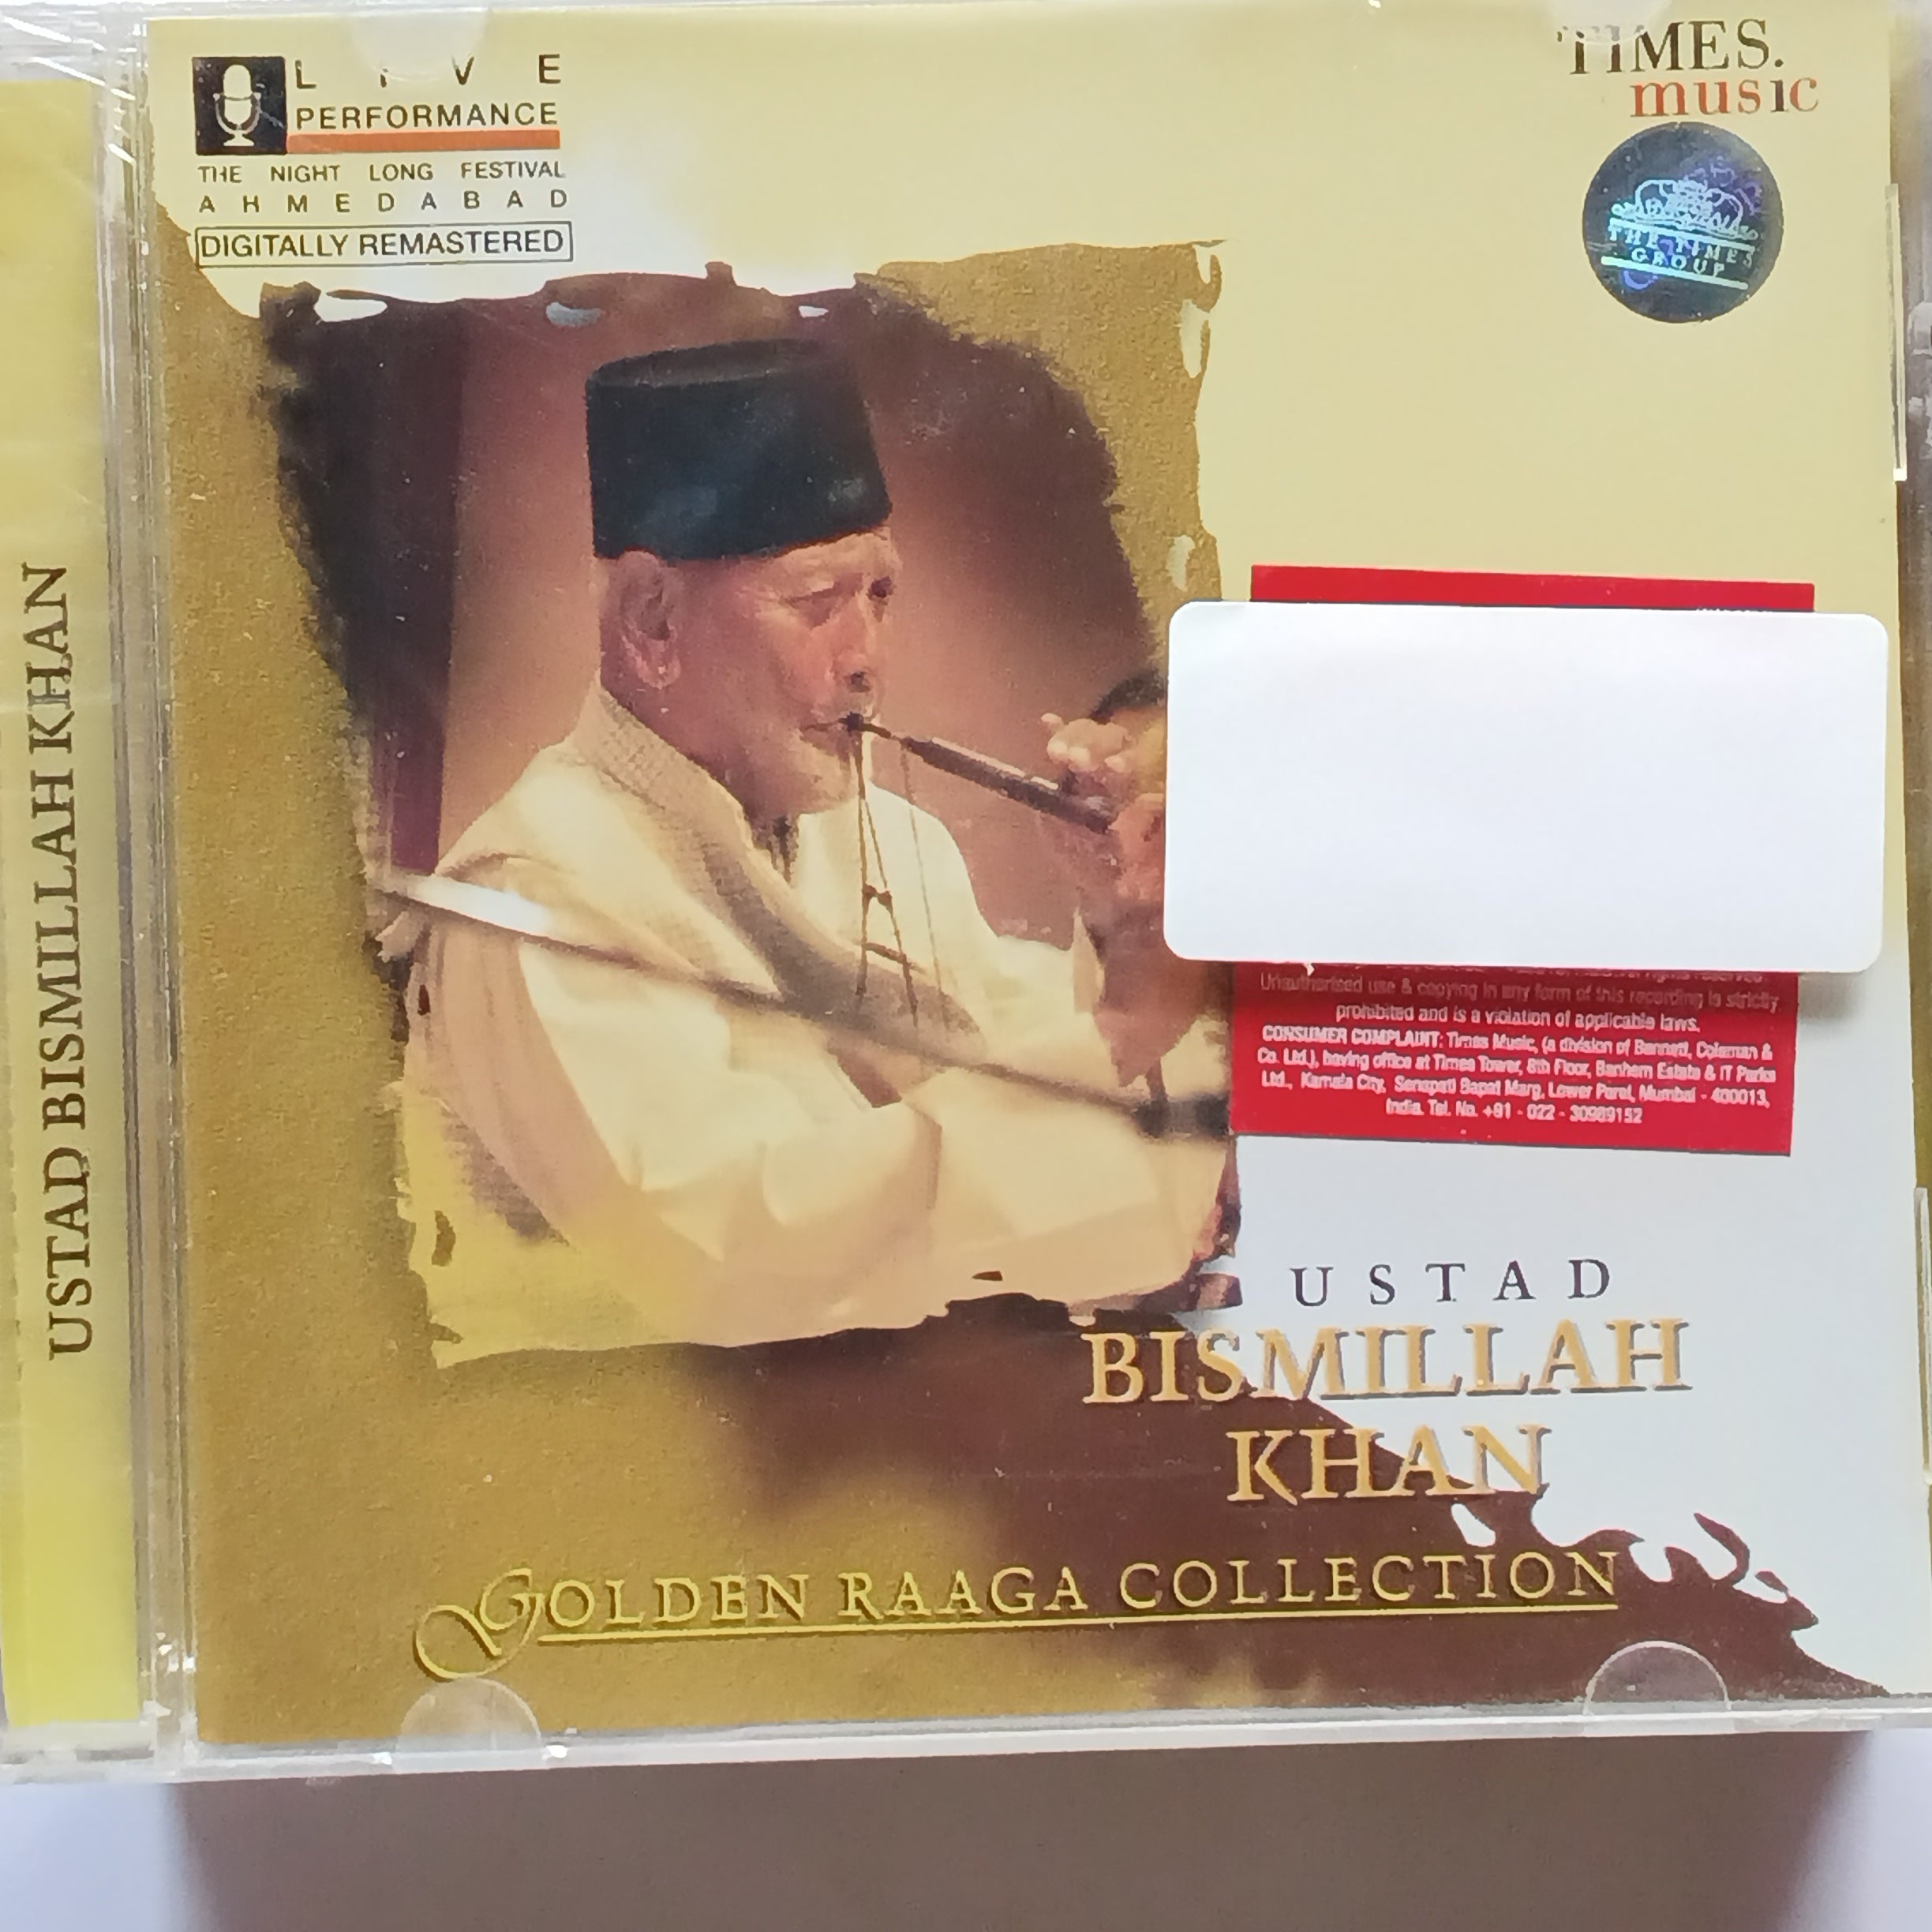 LIVE
PERFORMANCE
THE NIGHT LONG FESTIVAL
AHMEDABAD
DIGITALLY REMASTERED
TIMES.
music
THE TIMES
GROUP
USTAD BISMILLAH KHAN
Unauthorised use & copying in any form of this recording is strictly
prohibited and is a violation of applicable laws.
CONSUMER COMPLAINT: Times Music, (a division of Bennett, Coleman &
Co. Ltd.), having office at Times Tower, 8th Floor, Banhem Estate & IT Parks
Ltd., Kamala City, Senapati Bapat Marg, Lower Parel, Mumbai - 400013,
India. Tel. No. +91 - 022 - 30989152
USTAD
BISMILLAH
KHAN
GOLDEN RAAGA COLLECTION